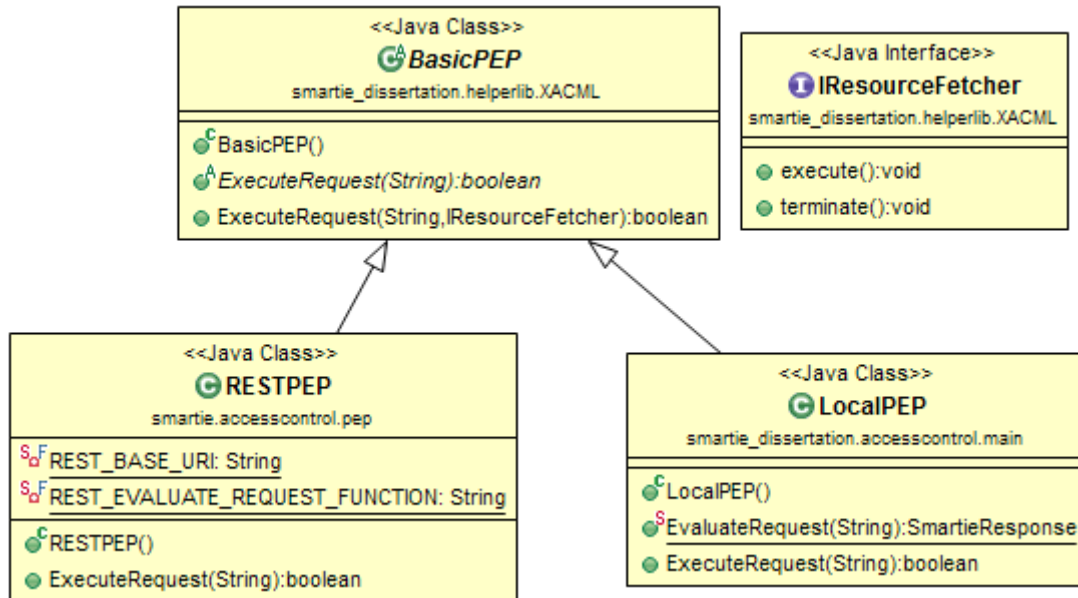 <<Java Class>>
BasicPEP
smartie_dissertation.helperlib.XACML
BasicPEP()
ExecuteRequest(String):boolean
ExecuteRequest(String,IResourceFetcher):boolean
<<Java Interface>>
IResourceFetcher
smartie_dissertation.helperlib.XACML
execute():void
terminate():void
<<Java Class>>
RESTPEP
smartie.accesscontrol.pep
REST_BASE_URI: String
REST_EVALUATE_REQUEST_FUNCTION: String
RESTPEP()
ExecuteRequest(String):boolean
<<Java Class>>
LocalPEP
smartie_dissertation.accesscontrol.main
LocalPEP()
EvaluateRequest(String):SmartieResponse
ExecuteRequest(String):boolean